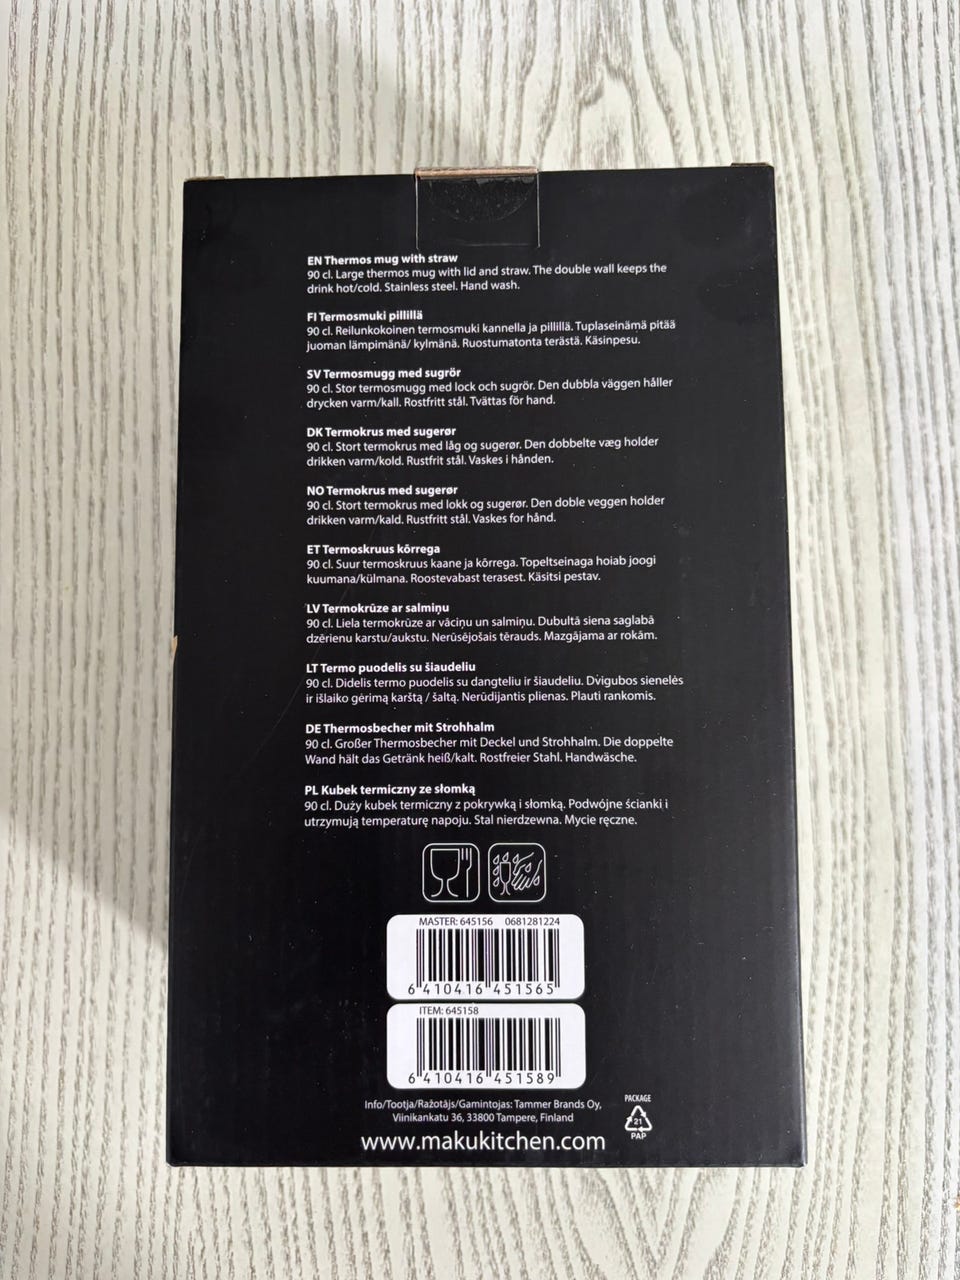 EN Thermos mug with straw
90 cl. Large thermos mug with lid and straw. The double wall keeps the
drink hot/cold. Stainless steel. Hand wash.
FI Termosmuki pillillä
90 cl. Reilunkokoinen termosmuki kannella ja pillillä. Tuplaseinämä pitää
juoman lämpimänä/ kylmänä. Ruostumatonta terästä. Käsinpesu.
SV Termosmugg med sugrör
90 cl. Stor termosmugg med lock och sugrör. Den dubbla väggen håller
drycken varm/kall. Rostfritt stål. Tvättas för hand.
DK Termokrus med sugerør
90 cl. Stort termokrus med låg og sugerør. Den dobbelte væg holder
drikken varm/kold. Rustfrit stål. Vaskes i hånden.
NO Termokrus med sugerør
90 cl. Stort termokrus med lokk og sugerør. Den doble veggen holder
drikken varm/kald. Rustfritt stål. Vaskes for hånd.
ET Termoskruus kõrrega
90 cl. Suur termoskruus kaane ja kõrrega. Topeltseinaga hoiab joogi
kuumana/külmana. Roostevabast terasest. Käsitsi pestav.
LV Termokrūze ar salmiņu
90 cl. Liela termokrūze ar vāciņu un salmiņu. Dubultā siena saglabā
dzērienu karstu/aukstu. Nerūsējošais tērauds. Mazgājama ar rokām.
LT Termo puodelis su šiaudeliu
90 cl. Didelis termo puodelis su dangteliu ir šiaudeliu. Dvigubos sienelės
ir išlaiko gėrimą karštą / šaltą. Nerūdijantis plienas. Plauti rankomis.
DE Thermosbecher mit Strohhalm
90 cl. Großer Thermosbecher mit Deckel und Strohhalm. Die doppelte
Wand hält das Getränk heiß/kalt. Rostfreier Stahl. Handwäsche.
PL Kubek termiczny ze słomką
90 cl. Duży kubek termiczny z pokrywką i słomką. Podwójne ścianki i
utrzymują temperaturę napoju. Stal nierdzewna. Mycie ręczne.
MASTER: 645156 0681281224
6 410416 451565
ITEM: 645158
6 410416 451589
Info/Tootja/Ražotājs/Gamintojas: Tammer Brands Oy,
Viinikankatu 36, 33800 Tampere, Finland
www.makukitchen.com
PACKAGE
21
PAP